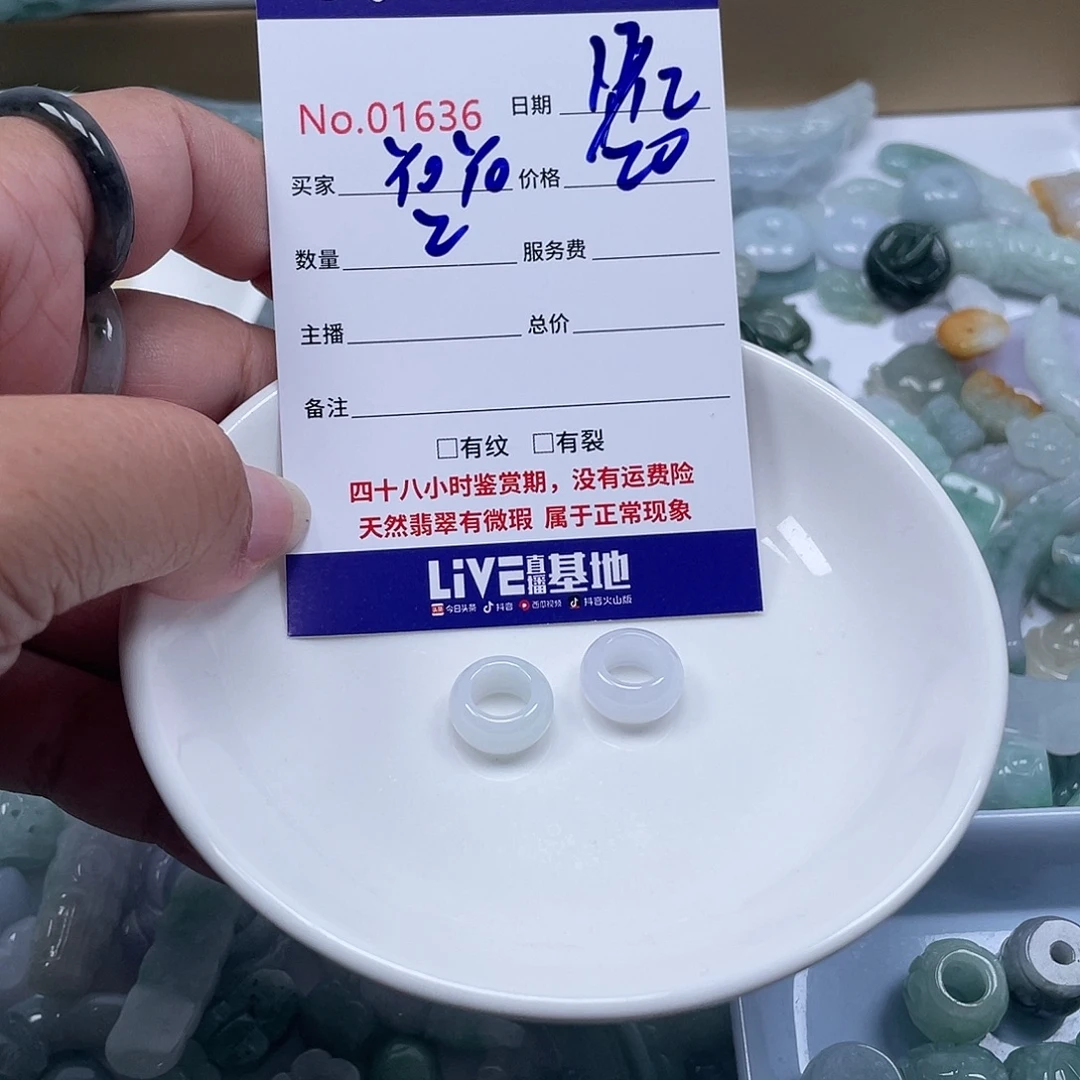 No.01636 日期
买家 价格
数量 2 服务费
主播 总价
备注
□有纹 □有裂
四十八小时鉴赏期，没有运费险
天然翡翠有微瑕 属于正常现象
LiVE直播基地
头条 今日头条 抖音 西瓜视频 抖音火山版